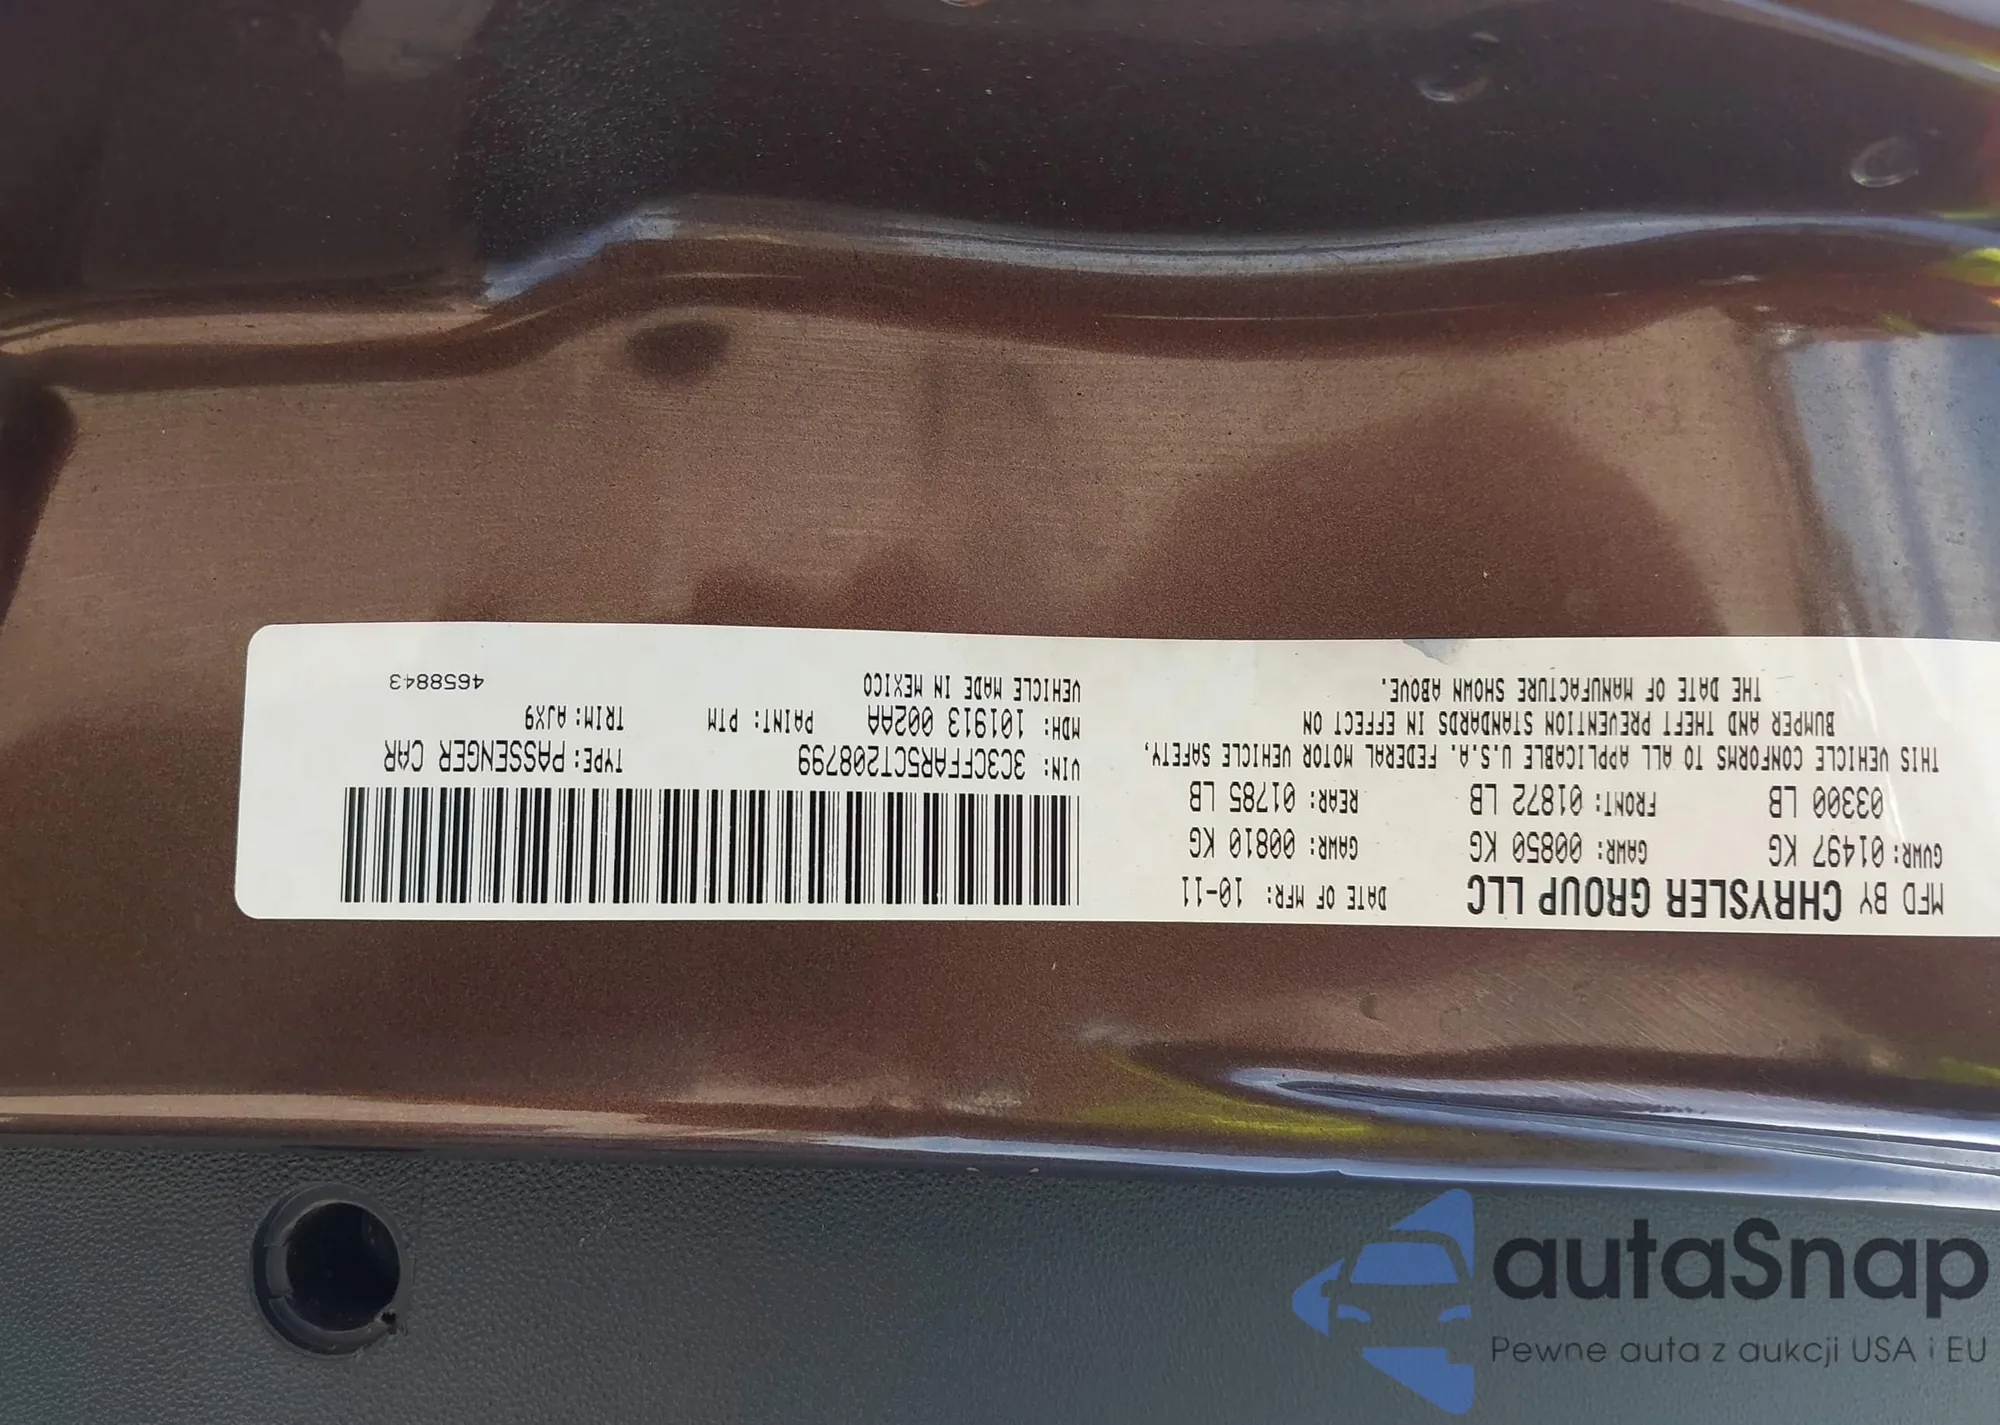 MFD BY CHRYSLER GROUP LLC DATE OF MFR: 10-11
GVWR: 01497 KG GAWR: 00850 KG GAWR: 00810 KG
03300 LB FRONT: 01872 LB REAR: 01785 LB
THIS VEHICLE CONFORMS TO ALL APPLICABLE U.S.A. FEDERAL MOTOR VEHICLE SAFETY,
BUMPER AND THEFT PREVENTION STANDARDS IN EFFECT ON
THE DATE OF MANUFACTURE SHOWN ABOVE.
VIN: 3C3CFFAR5CT208799 TYPE: PASSENGER CAR
MDH: 101913 002AA PAINT: PTM TRIM: AJX9
VEHICLE MADE IN MEXICO 4658843
autaSnap
Pewne auta z aukcji USA i EU